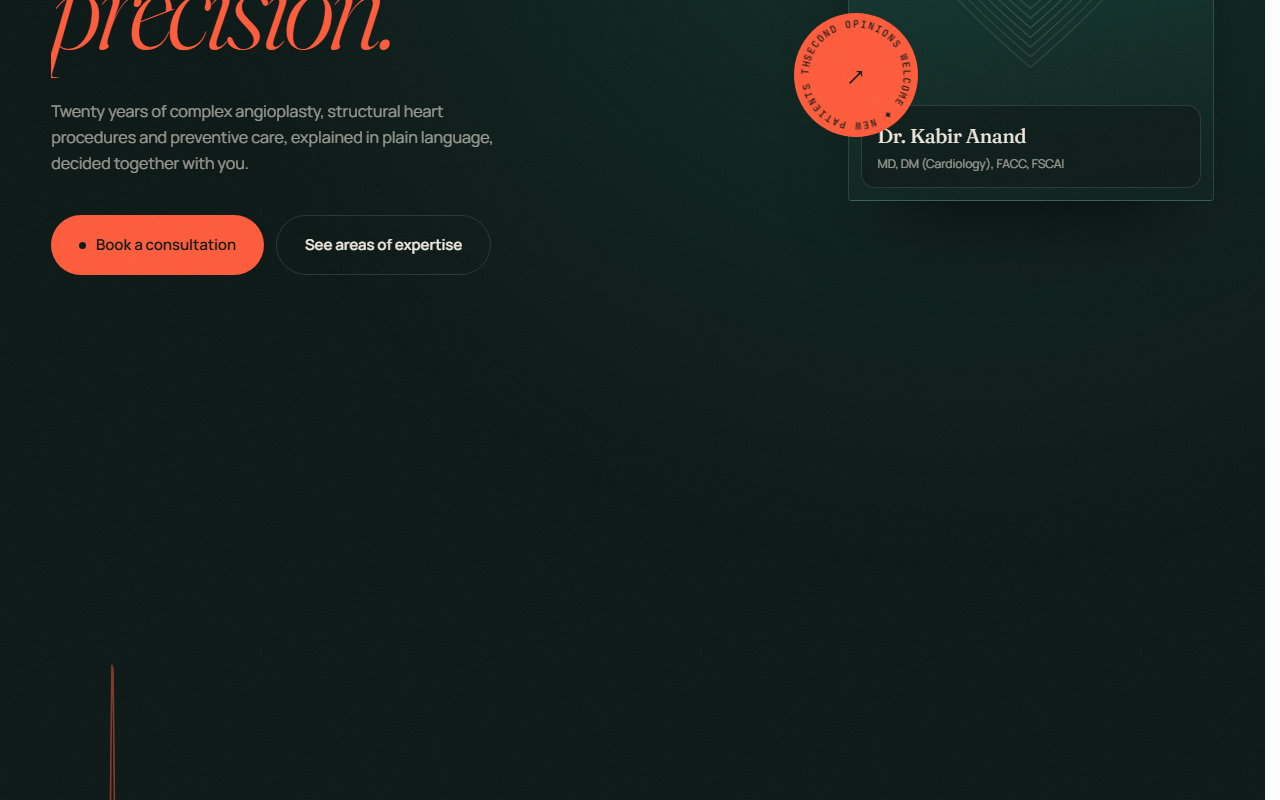 precision.
Twenty years of complex angioplasty, structural heart
procedures and preventive care, explained in plain language,
decided together with you.
Book a consultation
See areas of expertise
SECOND OPINIONS WELCOME ✦ NEW PATIENTS TH
↗
Dr. Kabir Anand
MD, DM (Cardiology), FACC, FSCAI